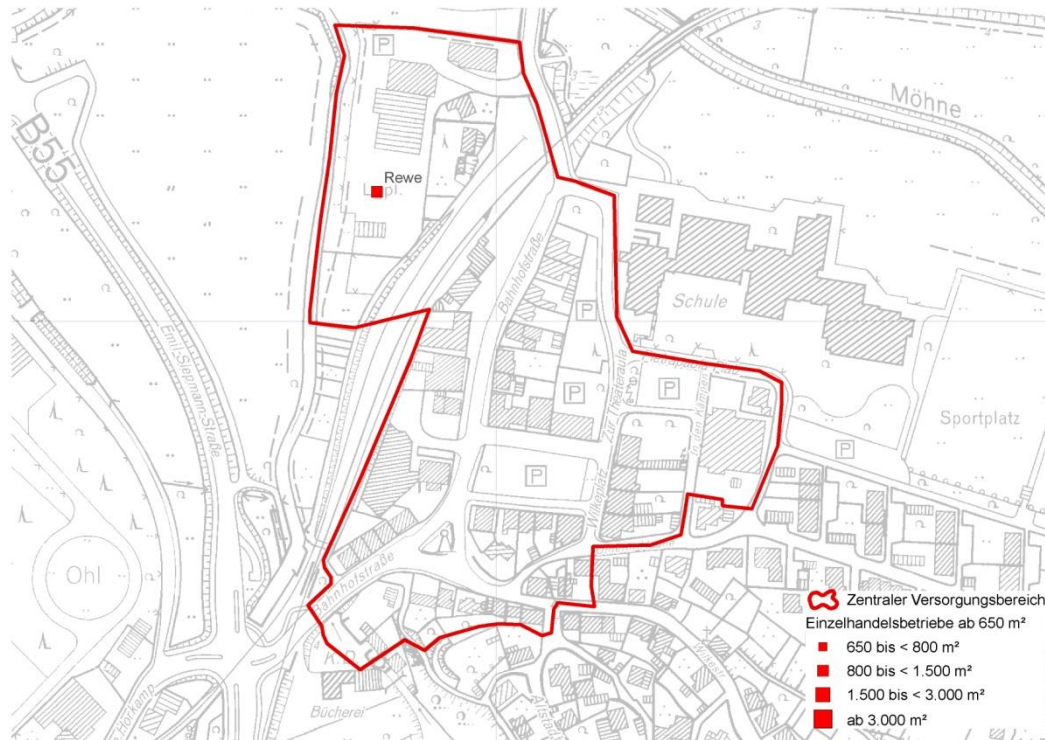 P
Möhne
B55
Rewe
Bahnhofstraße
P
Schule
Emil-Siepmann-Straße
P
P
Zur Theateraula
In den Kämpen
Sportplatz
P
P
Wilkeplatz
Ohl
Bahnhofstraße
Zentraler Versorgungsbereich
Einzelhandelsbetriebe ab 650 m²
650 bis < 800 m²
800 bis < 1.500 m²
1.500 bis < 3.000 m²
ab 3.000 m²
Hörkamp
Bücherei